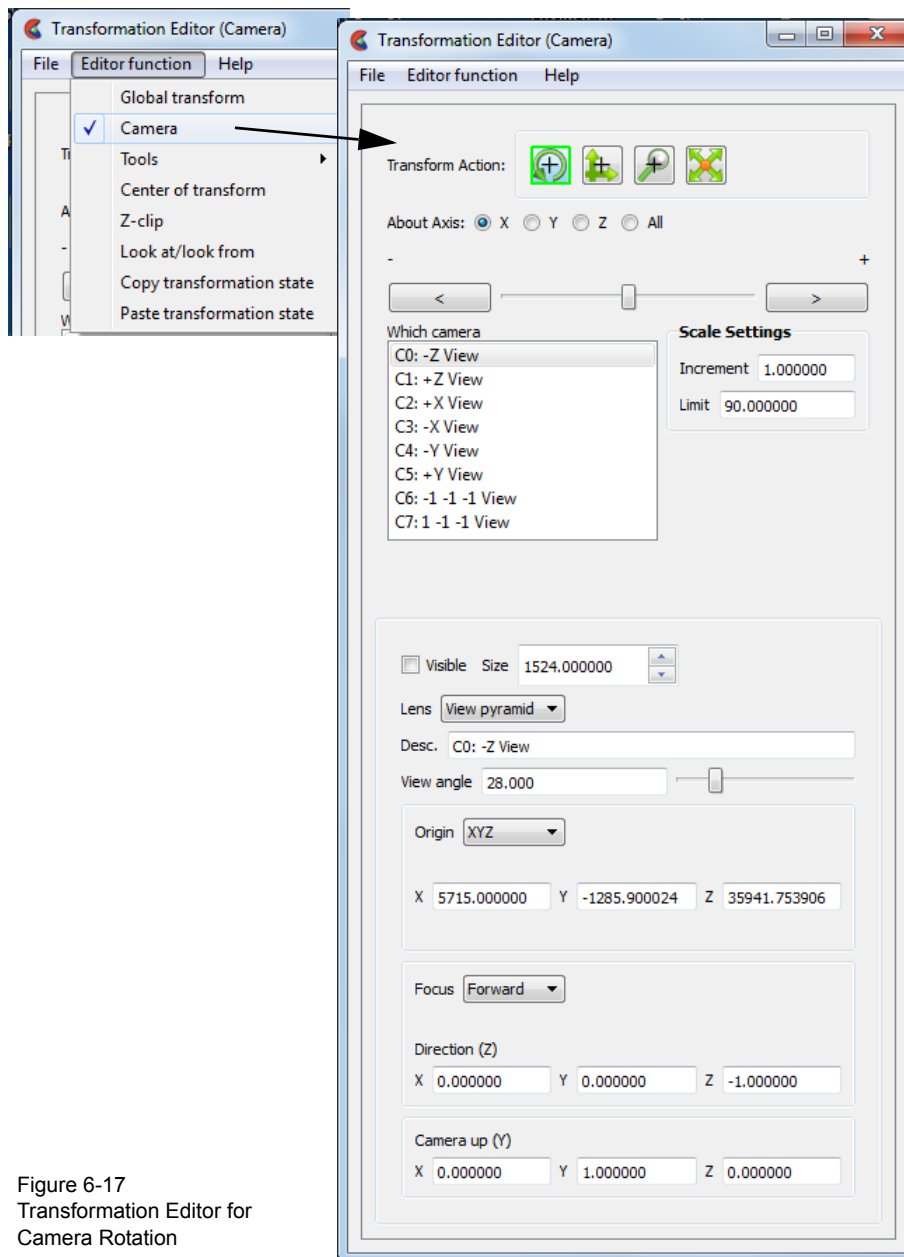 Transformation Editor (Camera)
File Editor function Help
Global transform
Camera
Tools
Center of transform
Z-clip
Look at/look from
Copy transformation state
Paste transformation state
A
-
Transformation Editor (Camera)
File Editor function Help
Transform Action:
About Axis: X Y Z All
- +
< >
Which camera
C0: -Z View
C1: +Z View
C2: +X View
C3: -X View
C4: -Y View
C5: +Y View
C6: -1 -1 -1 View
C7: 1 -1 -1 View
Scale Settings
Increment 1.000000
Limit 90.000000
Visible Size 1524.000000
Lens View pyramid
Desc. C0: -Z View
View angle 28.000
Origin XYZ
X 5715.000000 Y -1285.900024 Z 35941.753906
Focus Forward
Direction (Z)
X 0.000000 Y 0.000000 Z -1.000000
Camera up (Y)
X 0.000000 Y 1.000000 Z 0.000000
Figure 6-17
Transformation Editor for
Camera Rotation